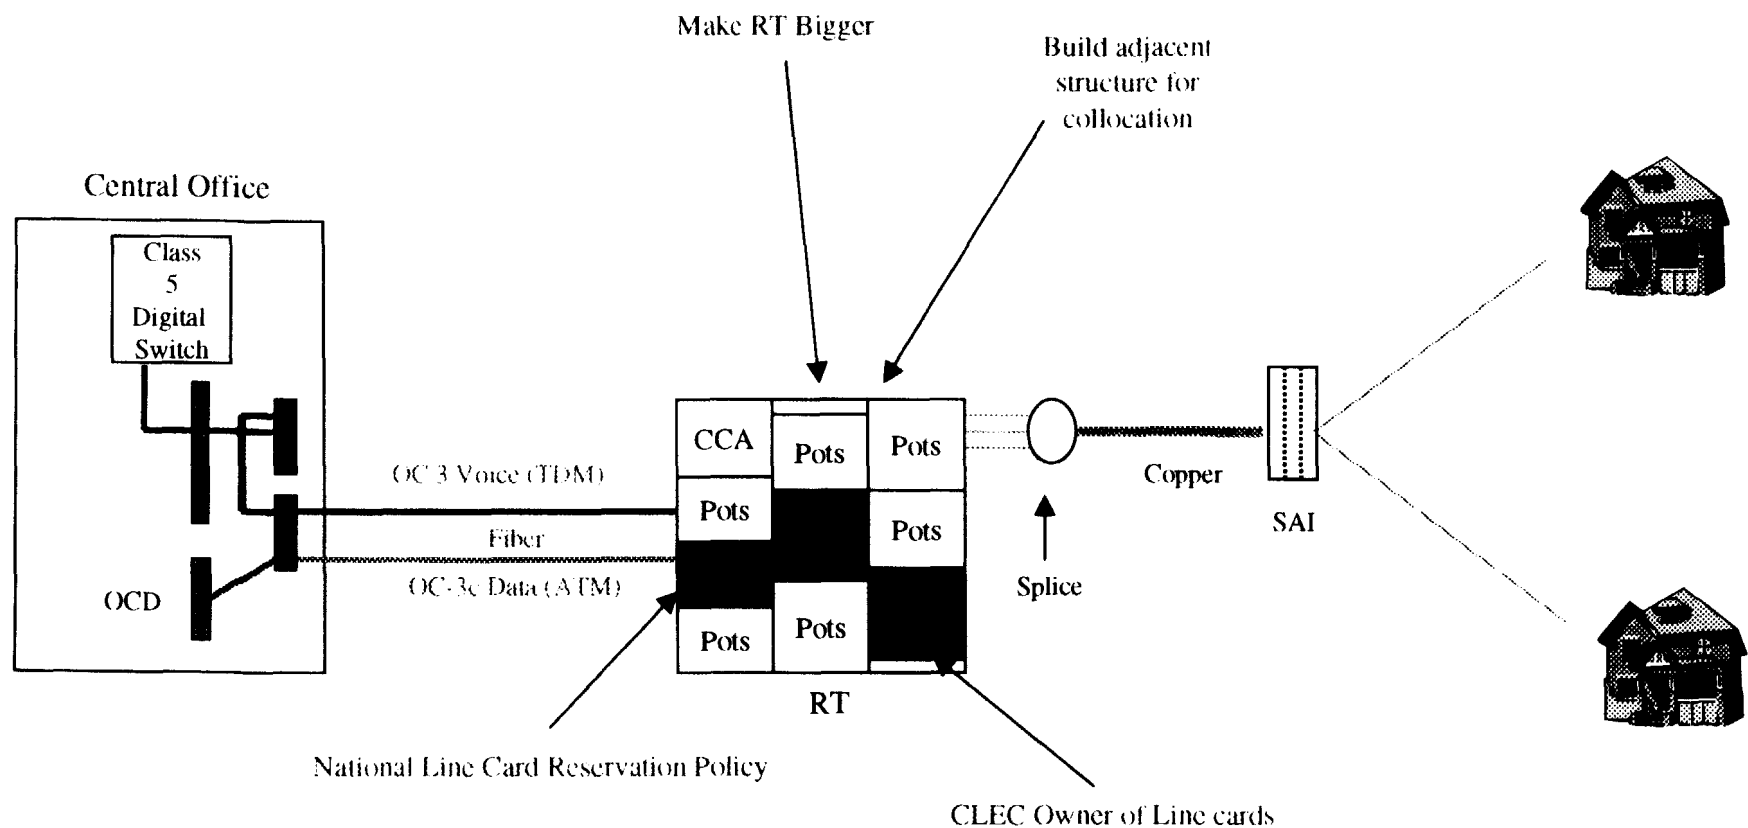 Make RT Bigger
Build adjacent
structure for
collocation
Central Office
Class
5
Digital
Switch
CCA
Pots
Pots
OC 3 Voice (TDM)
Pots
Copper
Pots
Fiber
SAI
OC-3c Data (ATM)
Splice
OCD
Pots
Pots
RT
National Line Card Reservation Policy
CLEC Owner of Line cards